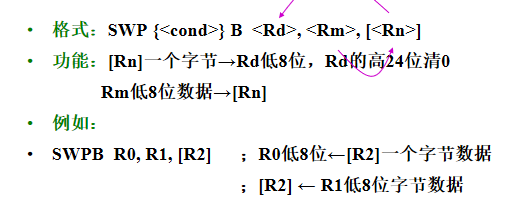 • 格式：SWP {<cond>} B <Rd>, <Rm>, [<Rn>]
• 功能：[Rn]一个字节→Rd低8位，Rd的高24位清0
Rm低8位数据→[Rn]
• 例如：
• SWPB R0, R1, [R2] ；R0低8位←[R2]一个字节数据
；[R2] ← R1低8位字节数据